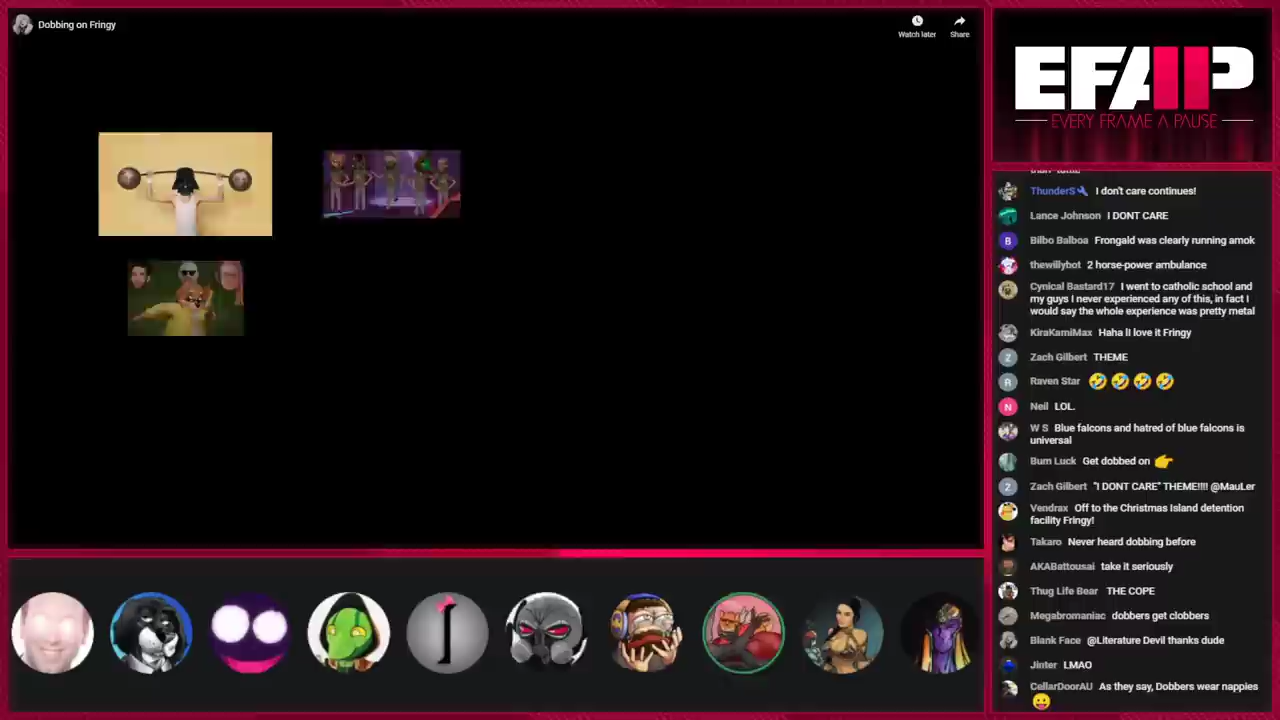 Dobbing on Fringy
Watch later
Share
EFAP
EVERY FRAME A PAUSE
ThunderS I don't care continues!
Lance Johnson I DONT CARE
B Bilbo Balboa Frongald was clearly running amok
thewillybot 2 horse-power ambulance
Cynical Bastard17 I went to catholic school and
my guys I never experienced any of this, in fact I
would say the whole experience was pretty metal
KiraKamiMax Haha lI love it Fringy
Z Zach Gilbert THEME
R Raven Star 🤣 🤣 🤣 🤣
N Neil LOL.
W S Blue falcons and hatred of blue falcons is
universal
Bum Luck Get dobbed on 👉
Z Zach Gilbert "I DONT CARE" THEME!!!! @MauLer
Vendrax Off to the Christmas Island detention
facility Fringy!
Takaro Never heard dobbing before
AKABattousai take it seriously
Thug Life Bear THE COPE
Megabromaniac dobbers get clobbers
Blank Face @Literature Devil thanks dude
Jinter LMAO
CellarDoorAU As they say, Dobbers wear nappies
😛